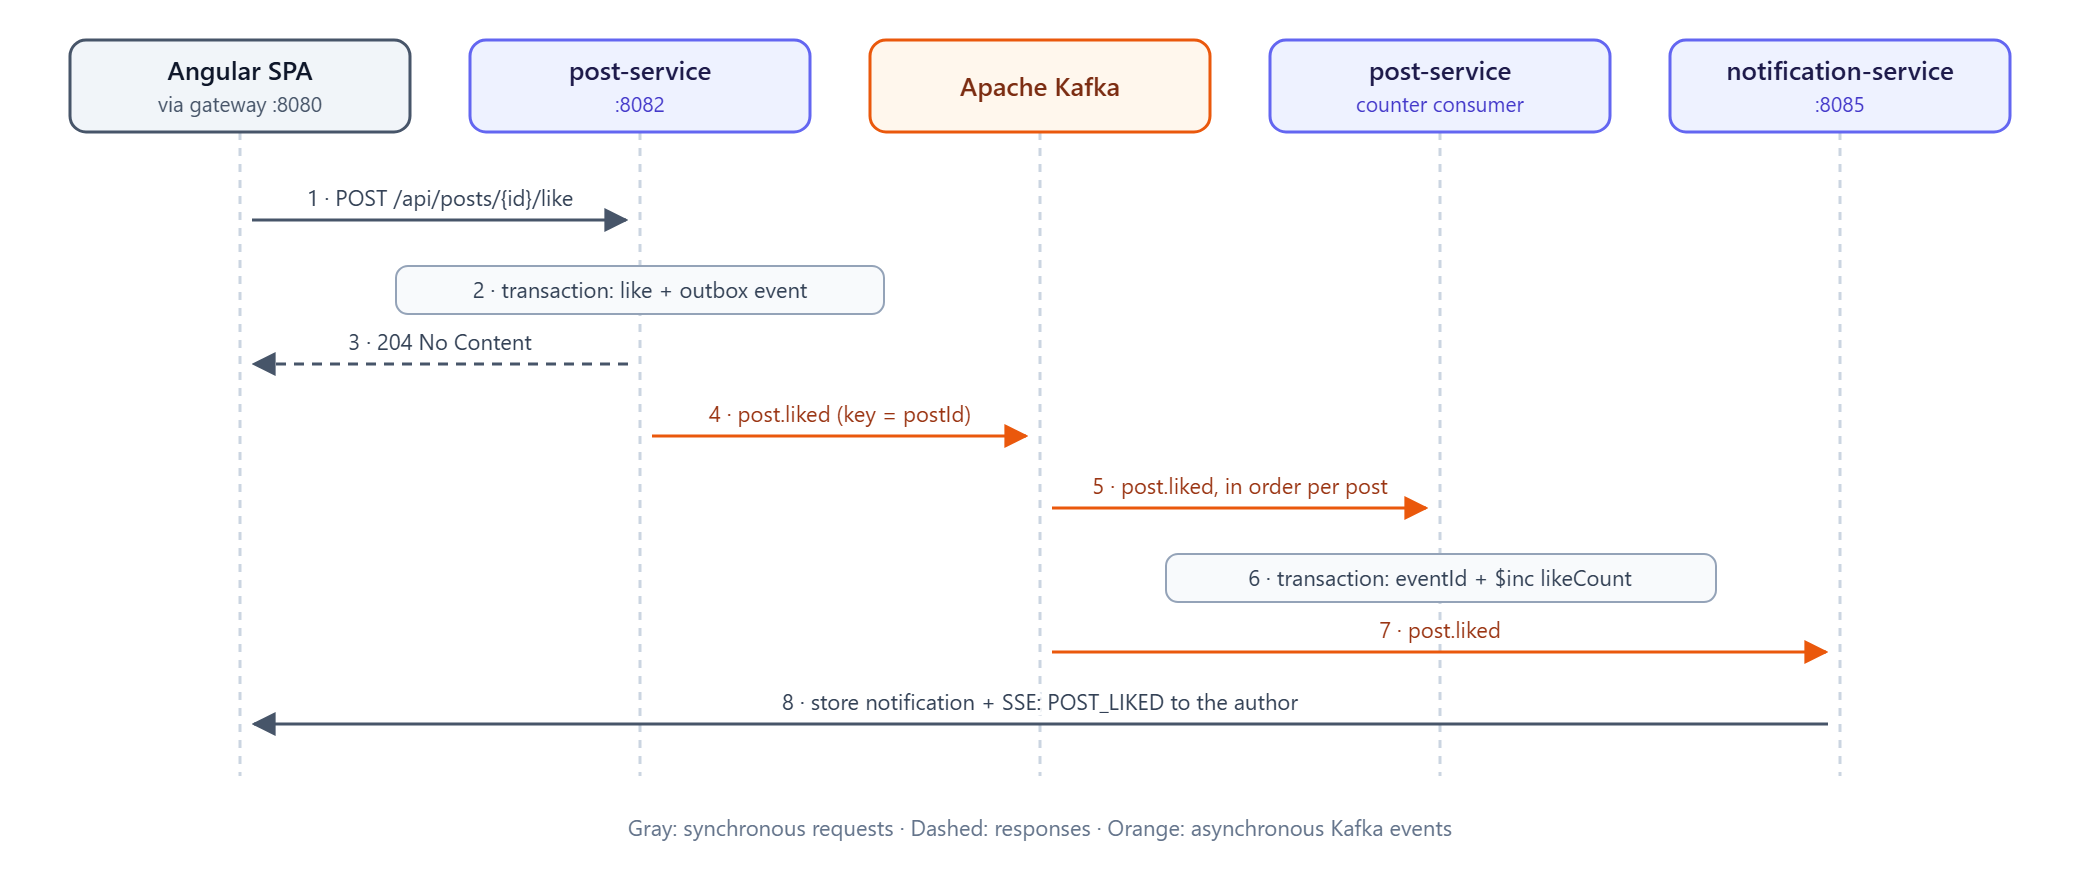 Angular SPA
via gateway :8080
post-service
:8082
Apache Kafka
post-service
counter consumer
notification-service
:8085
1 · POST /api/posts/{id}/like
2 · transaction: like + outbox event
3 · 204 No Content
4 · post.liked (key = postId)
5 · post.liked, in order per post
6 · transaction: eventId + $inc likeCount
7 · post.liked
8 · store notification + SSE: POST_LIKED to the author
Gray: synchronous requests · Dashed: responses · Orange: asynchronous Kafka events